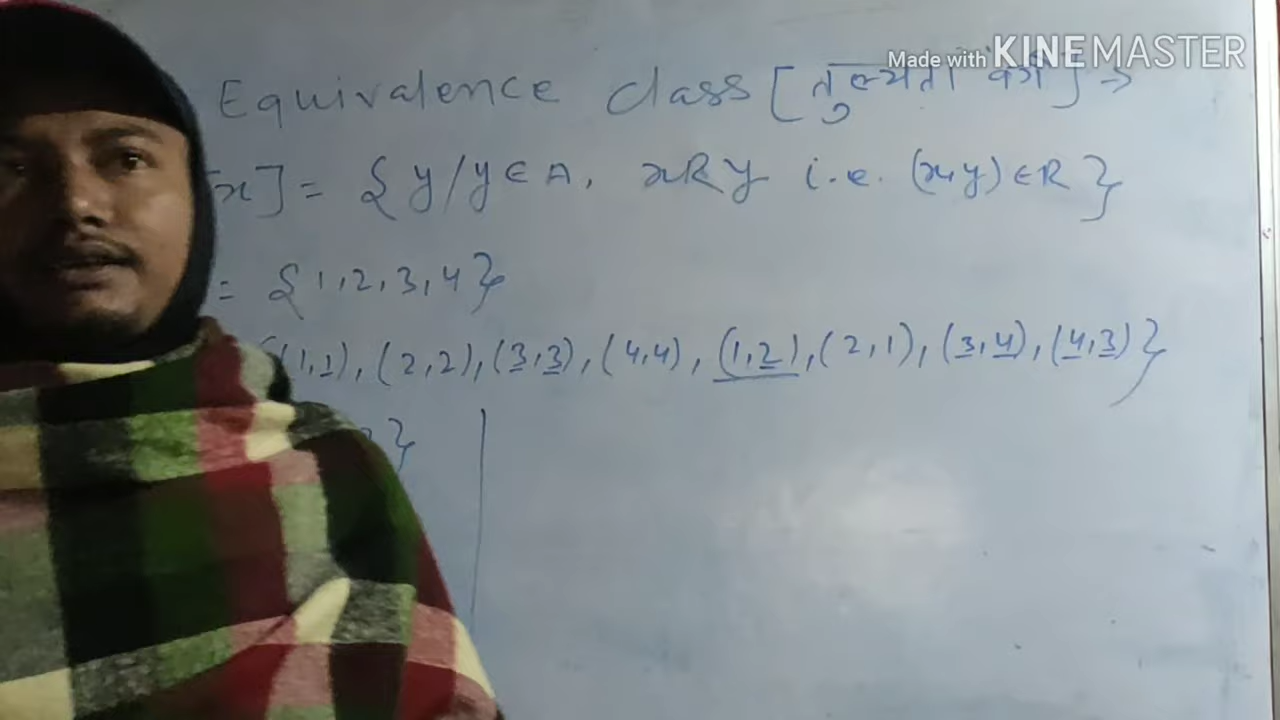 Made with KINEMASTER
Equivalence class [तुल्यता वर्ग] →
x] = { y/y ∈ A, xRy i.e. (x,y) ∈ R }
= { 1,2,3,4 }
{(1,1), (2,2), (3,3), (4,4), (1,2), (2,1), (3,4), (4,3) }
}